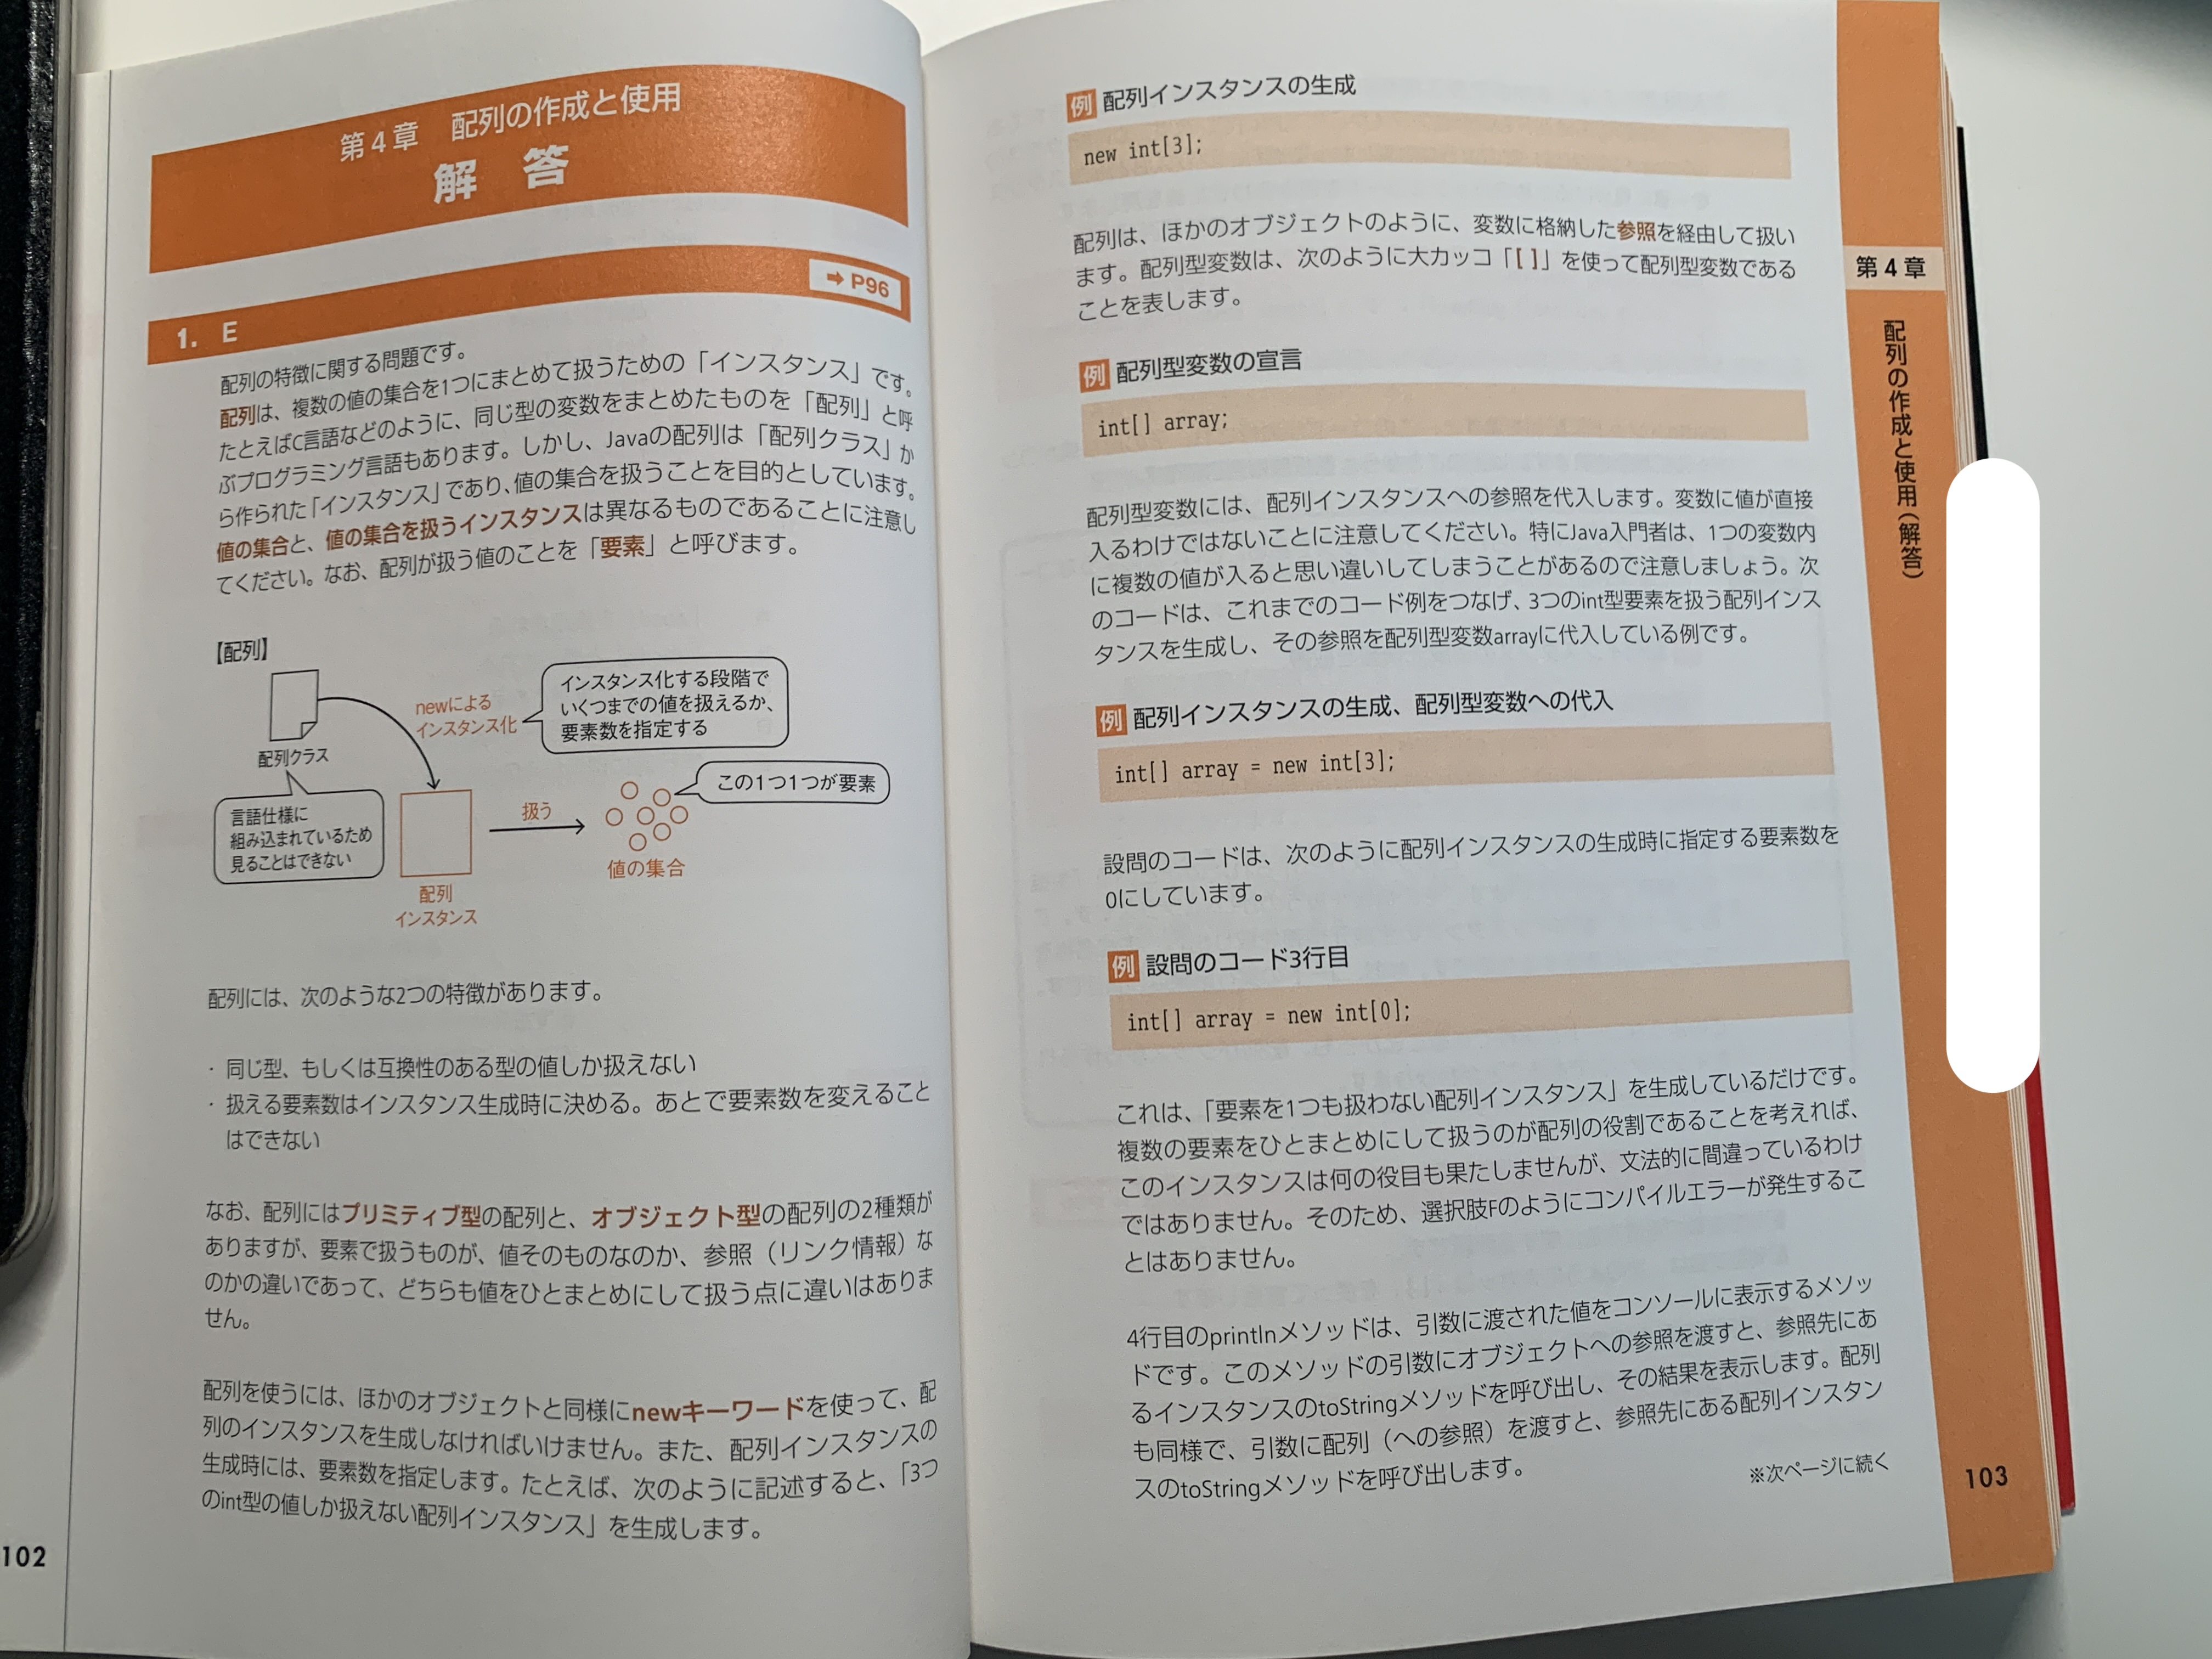 第4章　配列の作成と使用
解　答
1.　E
➡P96
配列の特徴に関する問題です。
配列は、複数の値の集合を1つにまとめて扱うための「インスタンス」です。
たとえばC言語などのように、同じ型の変数をまとめたものを「配列」と呼
ぶプログラミング言語もあります。しかし、Javaの配列は「配列クラス」か
ら作られた「インスタンス」であり、値の集合を扱うことを目的としています。
値の集合と、値の集合を扱うインスタンスは異なるものであることに注意し
てください。なお、配列が扱う値のことを「要素」と呼びます。
【配列】
newによる
インスタンス化
インスタンス化する段階で
いくつまでの値を扱えるか、
要素数を指定する
配列クラス
この1つ1つが要素
言語仕様に
組み込まれているため
見ることはできない
扱う
値の集合
配列
インスタンス
配列には、次のような2つの特徴があります。
・同じ型、もしくは互換性のある型の値しか扱えない
・扱える要素数はインスタンス生成時に決める。あとで要素数を変えること
はできない
なお、配列にはプリミティブ型の配列と、オブジェクト型の配列の2種類が
ありますが、要素で扱うものが、値そのものなのか、参照（リンク情報）な
のかの違いであって、どちらも値をひとまとめにして扱う点に違いはありま
せん。
配列を使うには、ほかのオブジェクトと同様にnewキーワードを使って、配
列のインスタンスを生成しなければいけません。また、配列インスタンスの
生成時には、要素数を指定します。たとえば、次のように記述すると、「3つ
のint型の値しか扱えない配列インスタンス」を生成します。
102
例 配列インスタンスの生成
new int[3];
配列は、ほかのオブジェクトのように、変数に格納した参照を経由して扱い
ます。配列型変数は、次のように大カッコ「[ ]」を使って配列型変数である
ことを表します。
例 配列型変数の宣言
int[] array;
配列型変数には、配列インスタンスへの参照を代入します。変数に値が直接
入るわけではないことに注意してください。特にJava入門者は、1つの変数内
に複数の値が入ると思い違いしてしまうことがあるので注意しましょう。次
のコードは、これまでのコード例をつなげ、3つのint型要素を扱う配列インス
タンスを生成し、その参照を配列型変数arrayに代入している例です。
例 配列インスタンスの生成、配列型変数への代入
int[] array = new int[3];
設問のコードは、次のように配列インスタンスの生成時に指定する要素数を
0にしています。
例 設問のコード3行目
int[] array = new int[0];
これは、「要素を1つも扱わない配列インスタンス」を生成しているだけです。
複数の要素をひとまとめにして扱うのが配列の役割であることを考えれば、
このインスタンスは何の役目も果たしませんが、文法的に間違っているわけ
ではありません。そのため、選択肢Fのようにコンパイルエラーが発生するこ
とはありません。
4行目のprintlnメソッドは、引数に渡された値をコンソールに表示するメソッ
ドです。このメソッドの引数にオブジェクトへの参照を渡すと、参照先にあ
るインスタンスのtoStringメソッドを呼び出し、その結果を表示します。配列
も同様で、引数に配列（への参照）を渡すと、参照先にある配列インスタン
スのtoStringメソッドを呼び出します。
※次ページに続く
第4章
配列の作成と使用（解答）
103